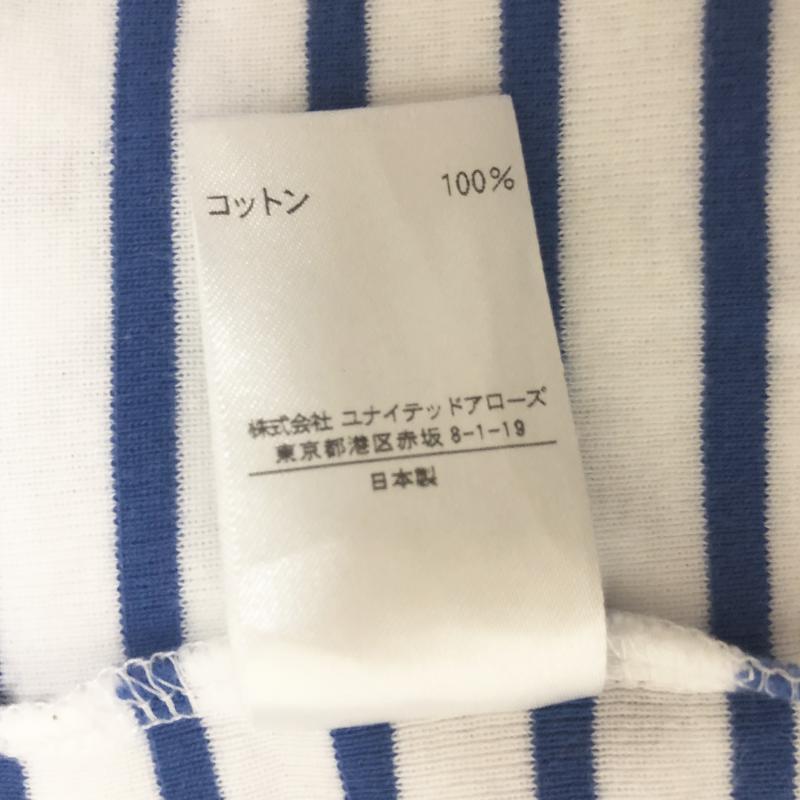 コットン 100%
株式会社 ユナイテッドアローズ
東京都港区赤坂 8-1-19
日本製